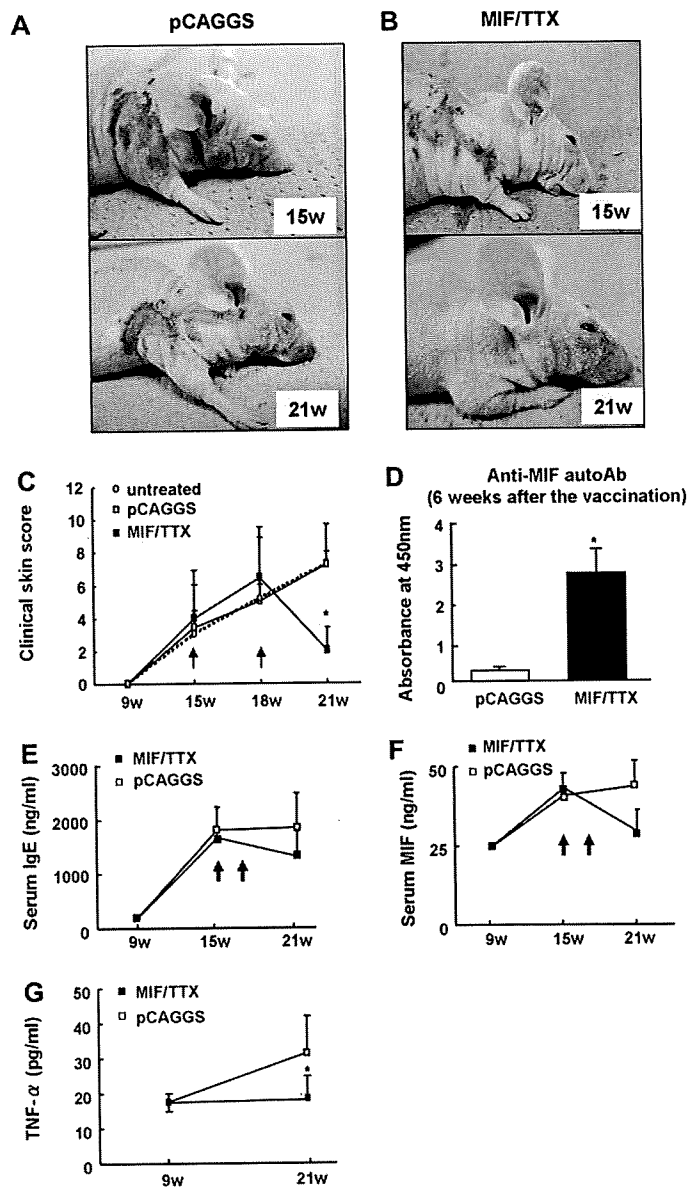 A
pCAGGS
15w
21w
B
MIF/TTX
15w
21w
C
untreated
pCAGGS
MIF/TTX
Clinical skin score
12
10
8
6
4
2
0
*
9w 15w 18w 21w
D
Anti-MIF autoAb
(6 weeks after the vaccination)
Absorbance at 450nm
4
3
2
1
0
*
pCAGGS MIF/TTX
E
MIF/TTX
pCAGGS
Serum IgE (ng/ml)
3000
2000
1000
0
9w 15w 21w
F
MIF/TTX
pCAGGS
Serum MIF (ng/ml)
50
25
0
9w 15w 21w
G
MIF/TTX
pCAGGS
TNF-α (pg/ml)
50
40
30
20
10
0
*
9w 21w